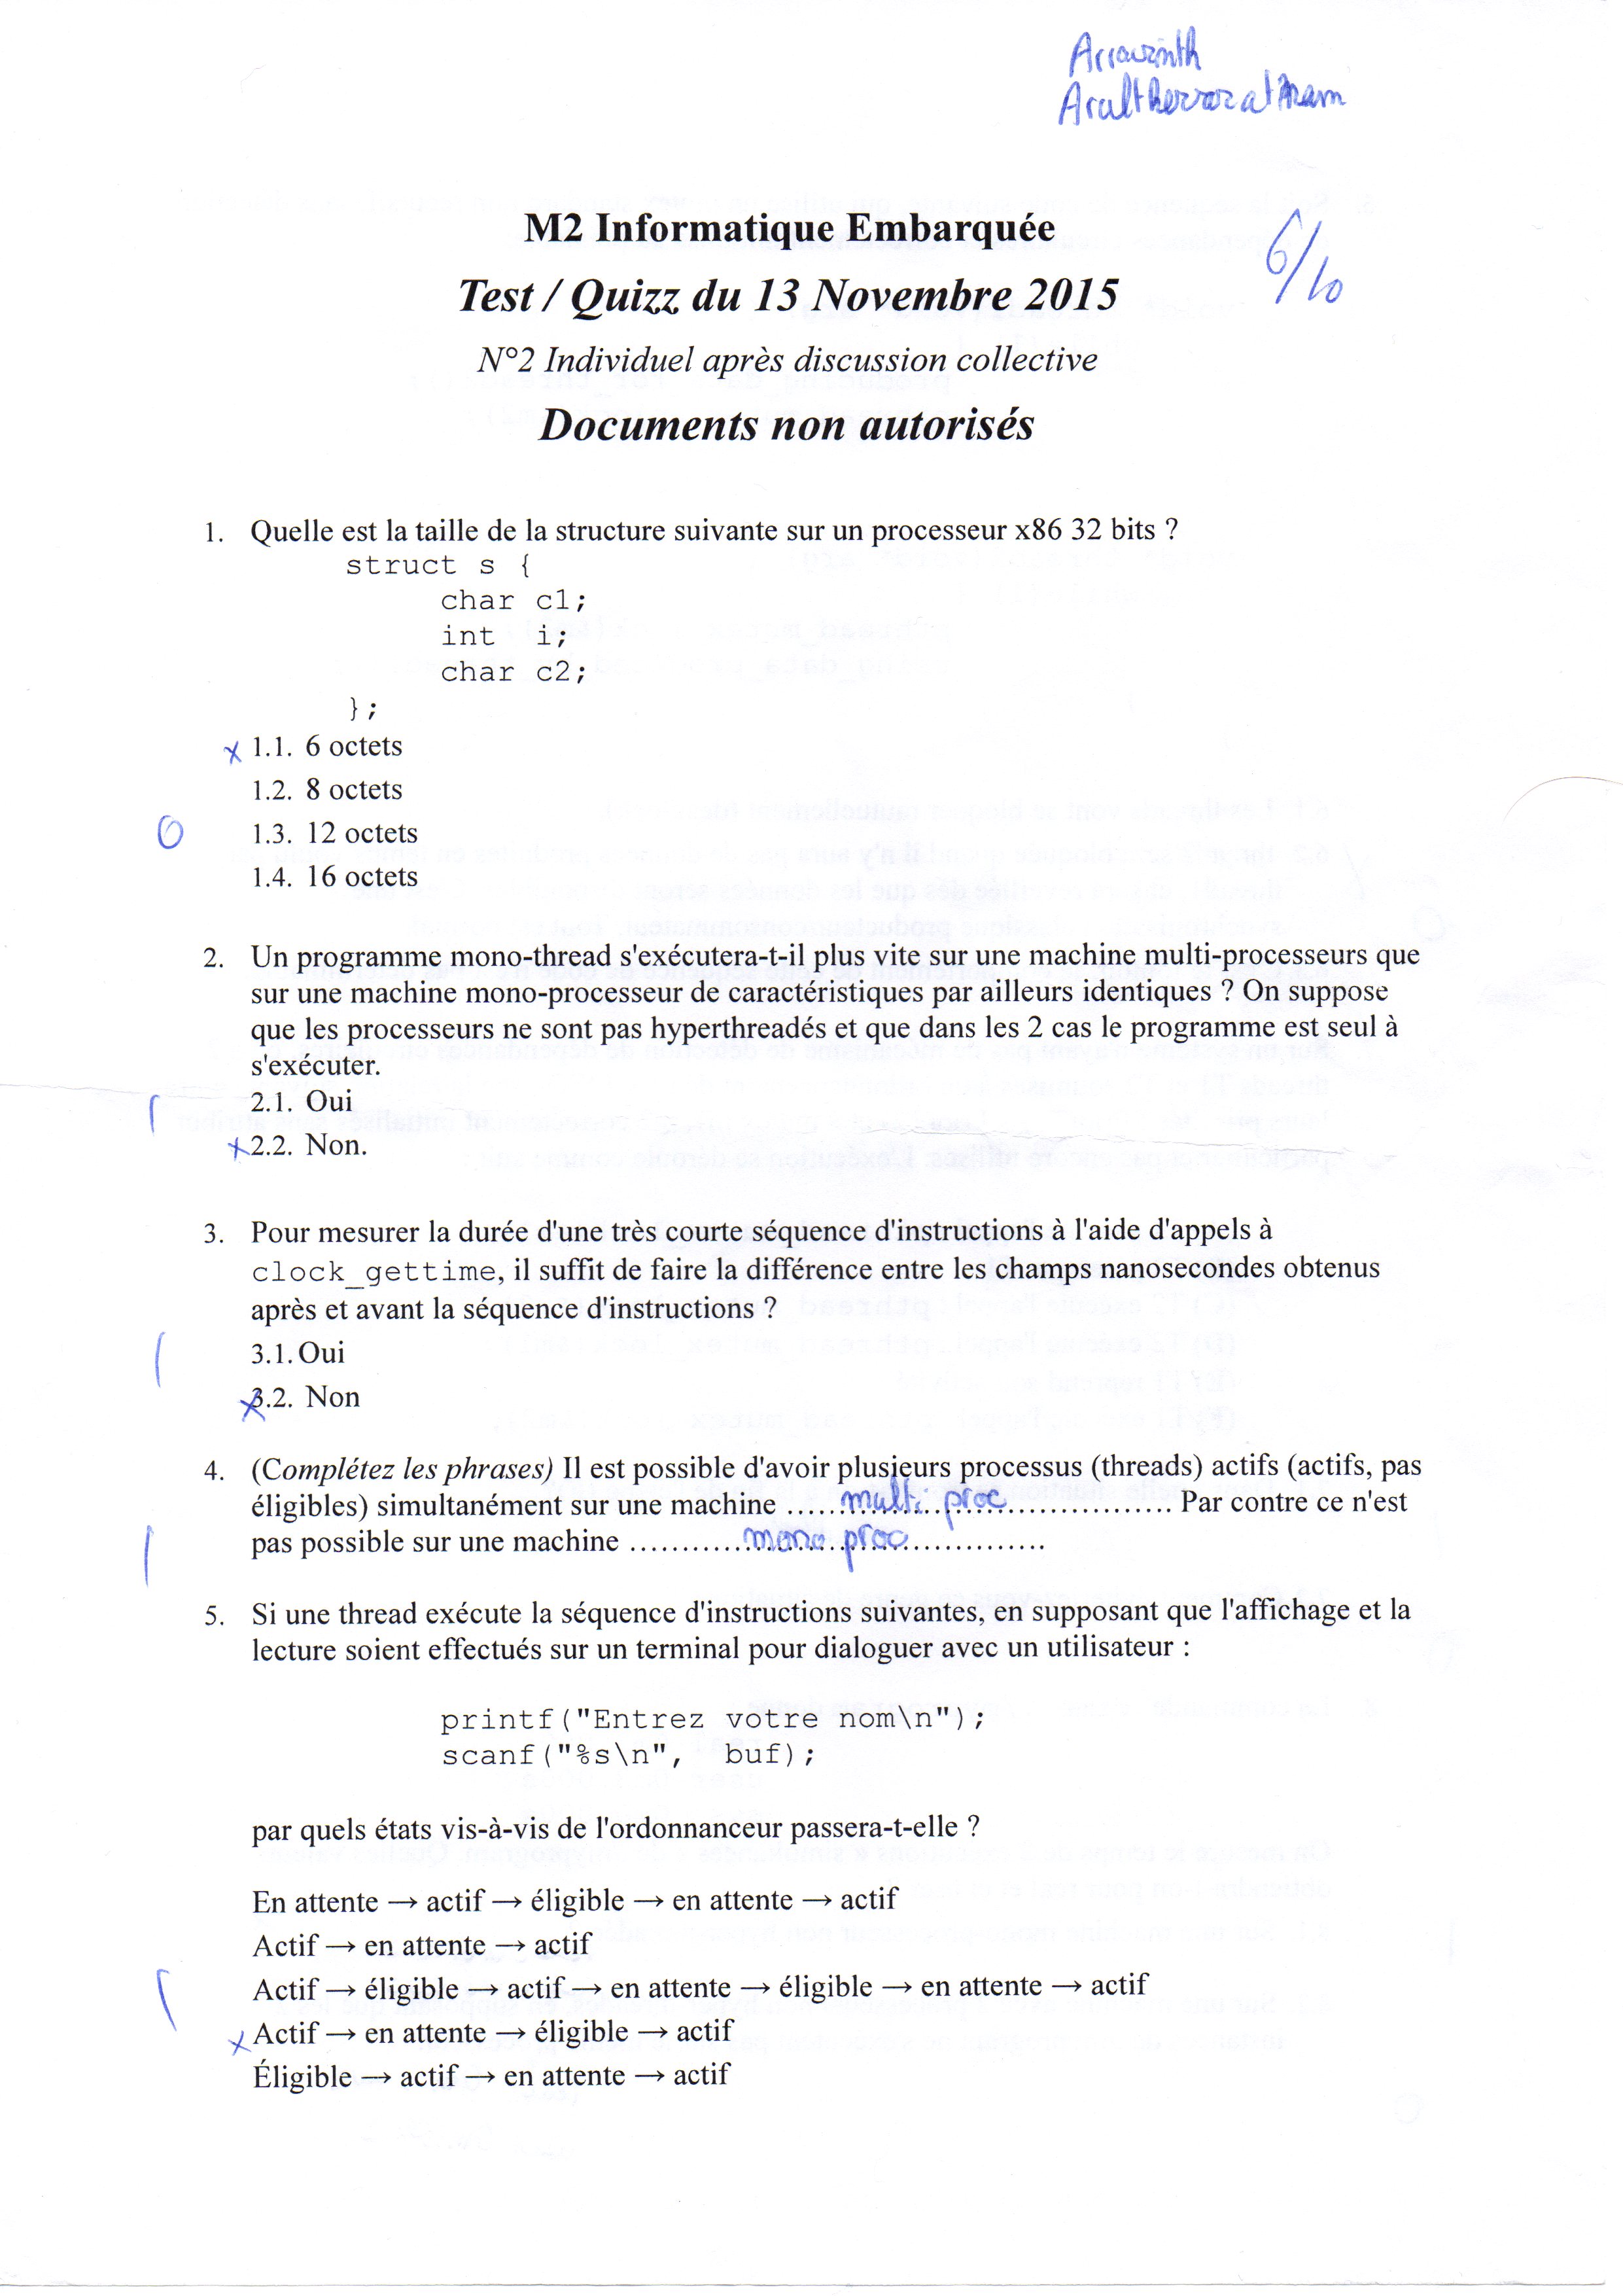 Arravinth
Arultherrarathnam
6/10
M2 Informatique Embarquée
Test / Quizz du 13 Novembre 2015
N°2 Individuel après discussion collective
Documents non autorisés
1. Quelle est la taille de la structure suivante sur un processeur x86 32 bits ?
struct s {
char c1;
int i;
char c2;
};
x 1.1. 6 octets
1.2. 8 octets
0 1.3. 12 octets
1.4. 16 octets
2. Un programme mono-thread s'exécutera-t-il plus vite sur une machine multi-processeurs que
sur une machine mono-processeur de caractéristiques par ailleurs identiques ? On suppose
que les processeurs ne sont pas hyperthreadés et que dans les 2 cas le programme est seul à
s'exécuter.
1 2.1. Oui
x 2.2. Non.
3. Pour mesurer la durée d'une très courte séquence d'instructions à l'aide d'appels à
clock_gettime, il suffit de faire la différence entre les champs nanosecondes obtenus
après et avant la séquence d'instructions ?
1 3.1. Oui
x 3.2. Non
4. (Complétez les phrases) Il est possible d'avoir plusieurs processus (threads) actifs (actifs, pas
éligibles) simultanément sur une machine ......multi proc...... Par contre ce n'est
1 pas possible sur une machine ......mono proc......
5. Si une thread exécute la séquence d'instructions suivantes, en supposant que l'affichage et la
lecture soient effectués sur un terminal pour dialoguer avec un utilisateur :
printf("Entrez votre nom\n");
scanf("%s\n", buf);
par quels états vis-à-vis de l'ordonnanceur passera-t-elle ?
En attente → actif → éligible → en attente → actif
Actif → en attente → actif
1 Actif → éligible → actif → en attente → éligible → en attente → actif
x Actif → en attente → éligible → actif
Éligible → actif → en attente → actif